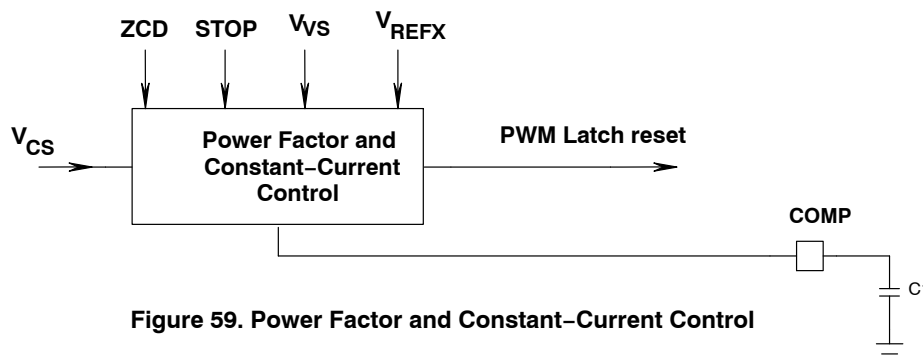 ZCD STOP VVS VREFX
VCS
Power Factor and
Constant−Current
Control
PWM Latch reset
COMP
Figure 59. Power Factor and Constant−Current Control